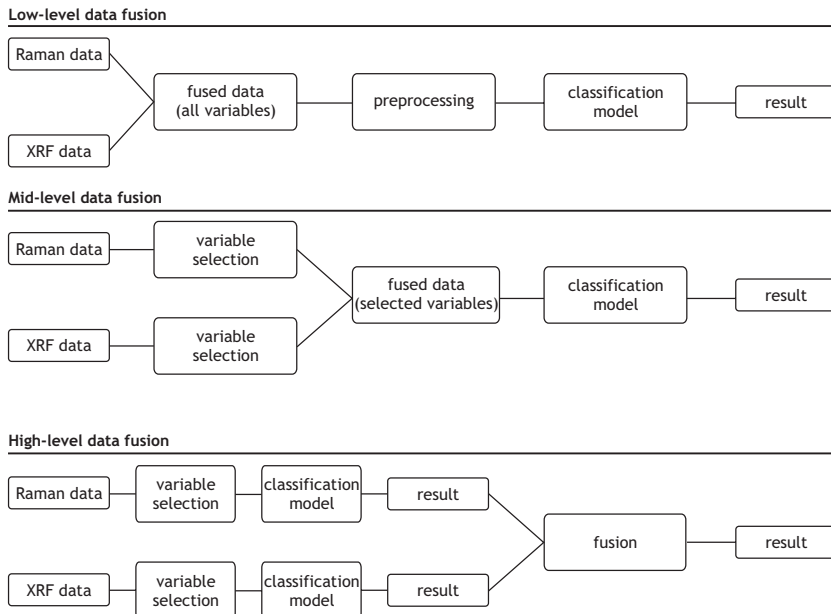 Low-level data fusion
Raman data
XRF data
fused data
(all variables)
preprocessing
classification
model
result
Mid-level data fusion
Raman data
variable
selection
XRF data
variable
selection
fused data
(selected variables)
classification
model
result
High-level data fusion
Raman data
variable
selection
classification
model
result
XRF data
variable
selection
classification
model
result
fusion
result